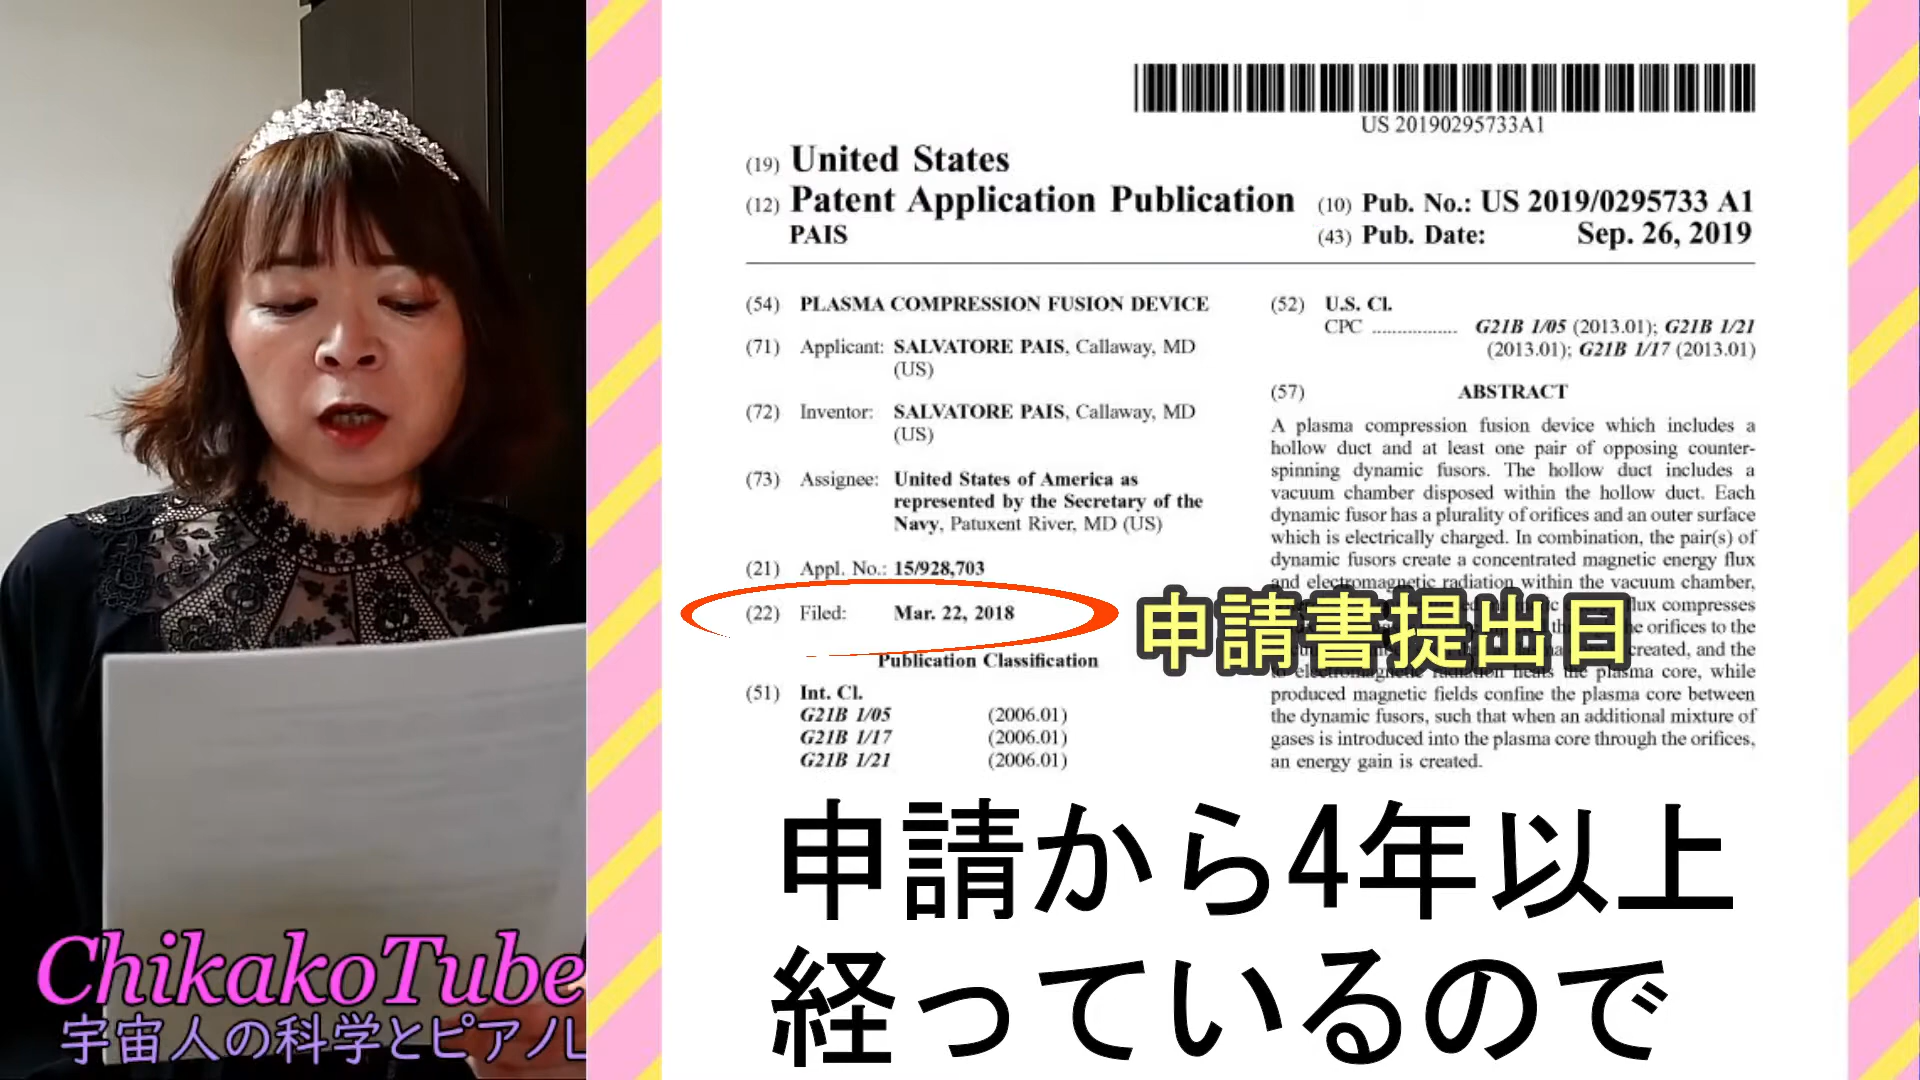 US 20190295733A1
(19) United States
(12) Patent Application Publication
PAIS
(10) Pub. No.: US 2019/0295733 A1
(43) Pub. Date: Sep. 26, 2019
(54) PLASMA COMPRESSION FUSION DEVICE
(71) Applicant: SALVATORE PAIS, Callaway, MD
(US)
(72) Inventor: SALVATORE PAIS, Callaway, MD
(US)
(73) Assignee: United States of America as
represented by the Secretary of the
Navy, Patuxent River, MD (US)
(21) Appl. No.: 15/928,703
(22) Filed: Mar. 22, 2018
申請書提出日
Publication Classification
(51) Int. Cl.
G21B 1/05 (2006.01)
G21B 1/17 (2006.01)
G21B 1/21 (2006.01)
(52) U.S. Cl.
CPC ................. G21B 1/05 (2013.01); G21B 1/21
(2013.01); G21B 1/17 (2013.01)
(57) ABSTRACT
A plasma compression fusion device which includes a
hollow duct and at least one pair of opposing counter-
spinning dynamic fusors. The hollow duct includes a
vacuum chamber disposed within the hollow duct. Each
dynamic fusor has a plurality of orifices and an outer surface
which is electrically charged. In combination, the pair(s) of
dynamic fusors create a concentrated magnetic energy flux
and electromagnetic radiation within the vacuum chamber,
flux compresses
the orifices to the
created, and the
electromagnetic radiation heats the plasma core, while
produced magnetic fields confine the plasma core between
the dynamic fusors, such that when an additional mixture of
gases is introduced into the plasma core through the orifices,
an energy gain is created.
申請から4年以上
経っているので
ChikakoTube
宇宙人の科学とピアノレ